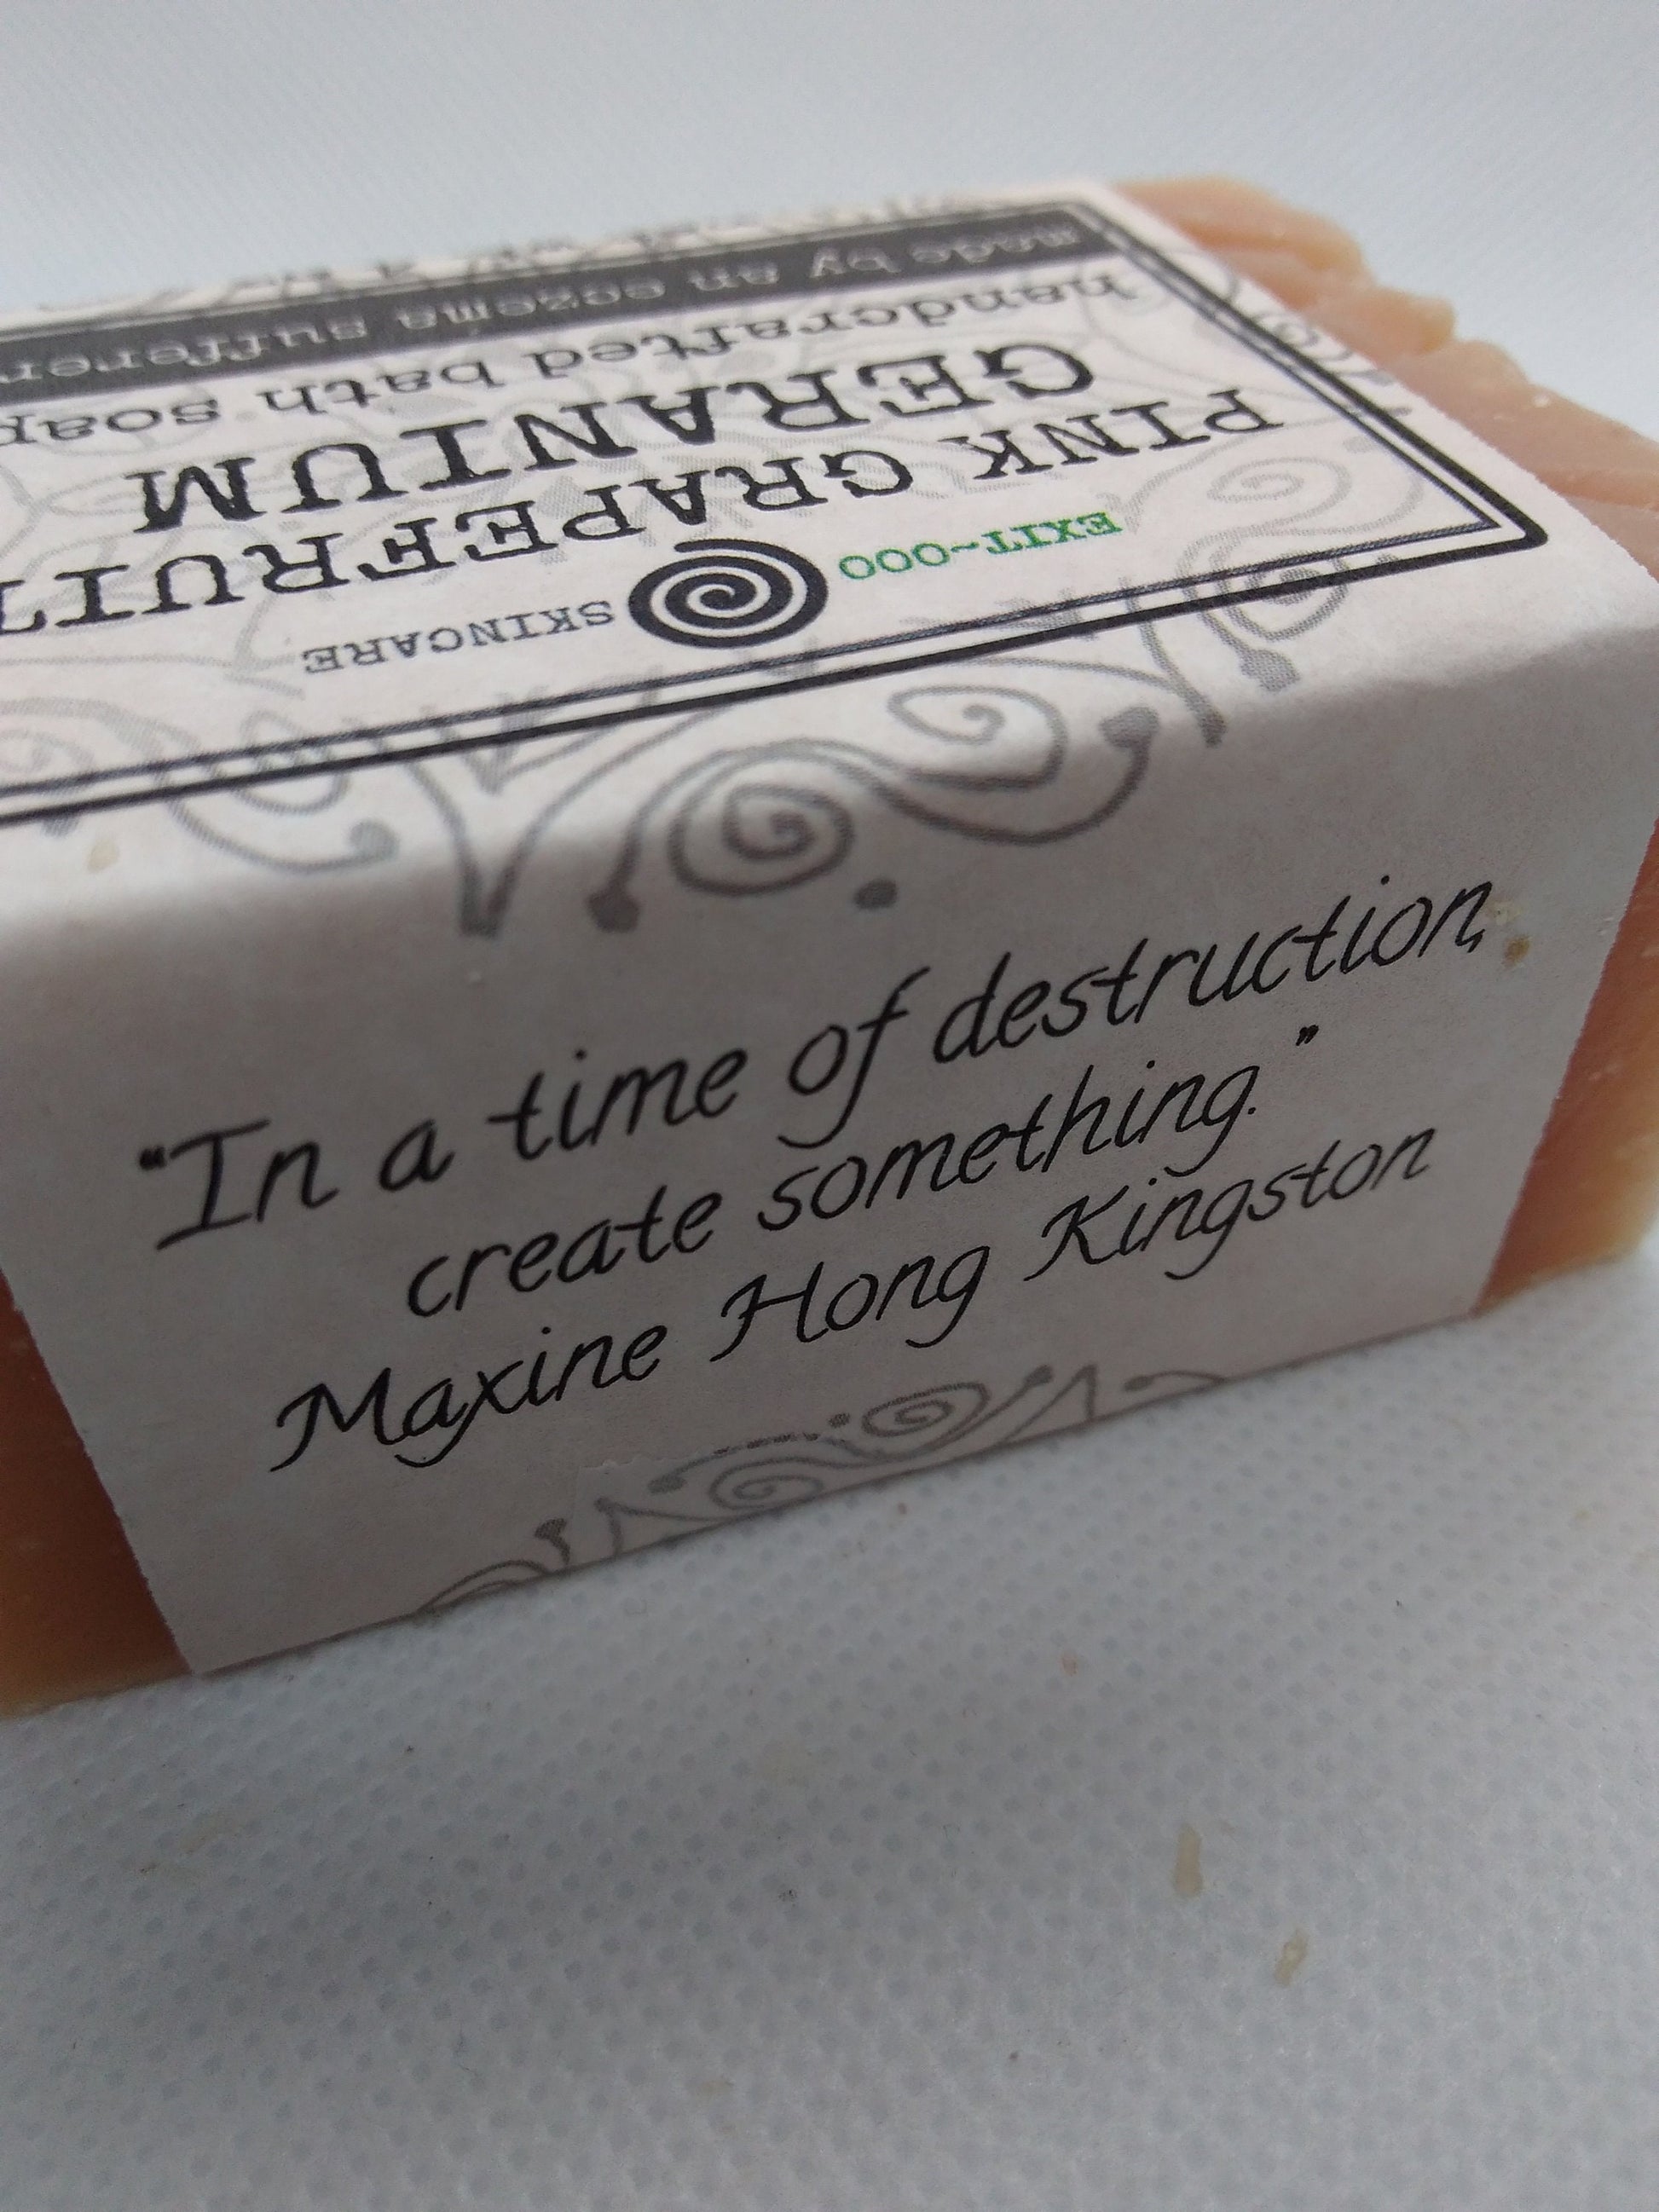 "In a time of destruction,
create something."
Maxine Hong Kingston
EXIT~000 SKINCARE
PINK GRAPEFRUIT
GERANIUM
handcrafted bath soap
made by an eczema sufferer